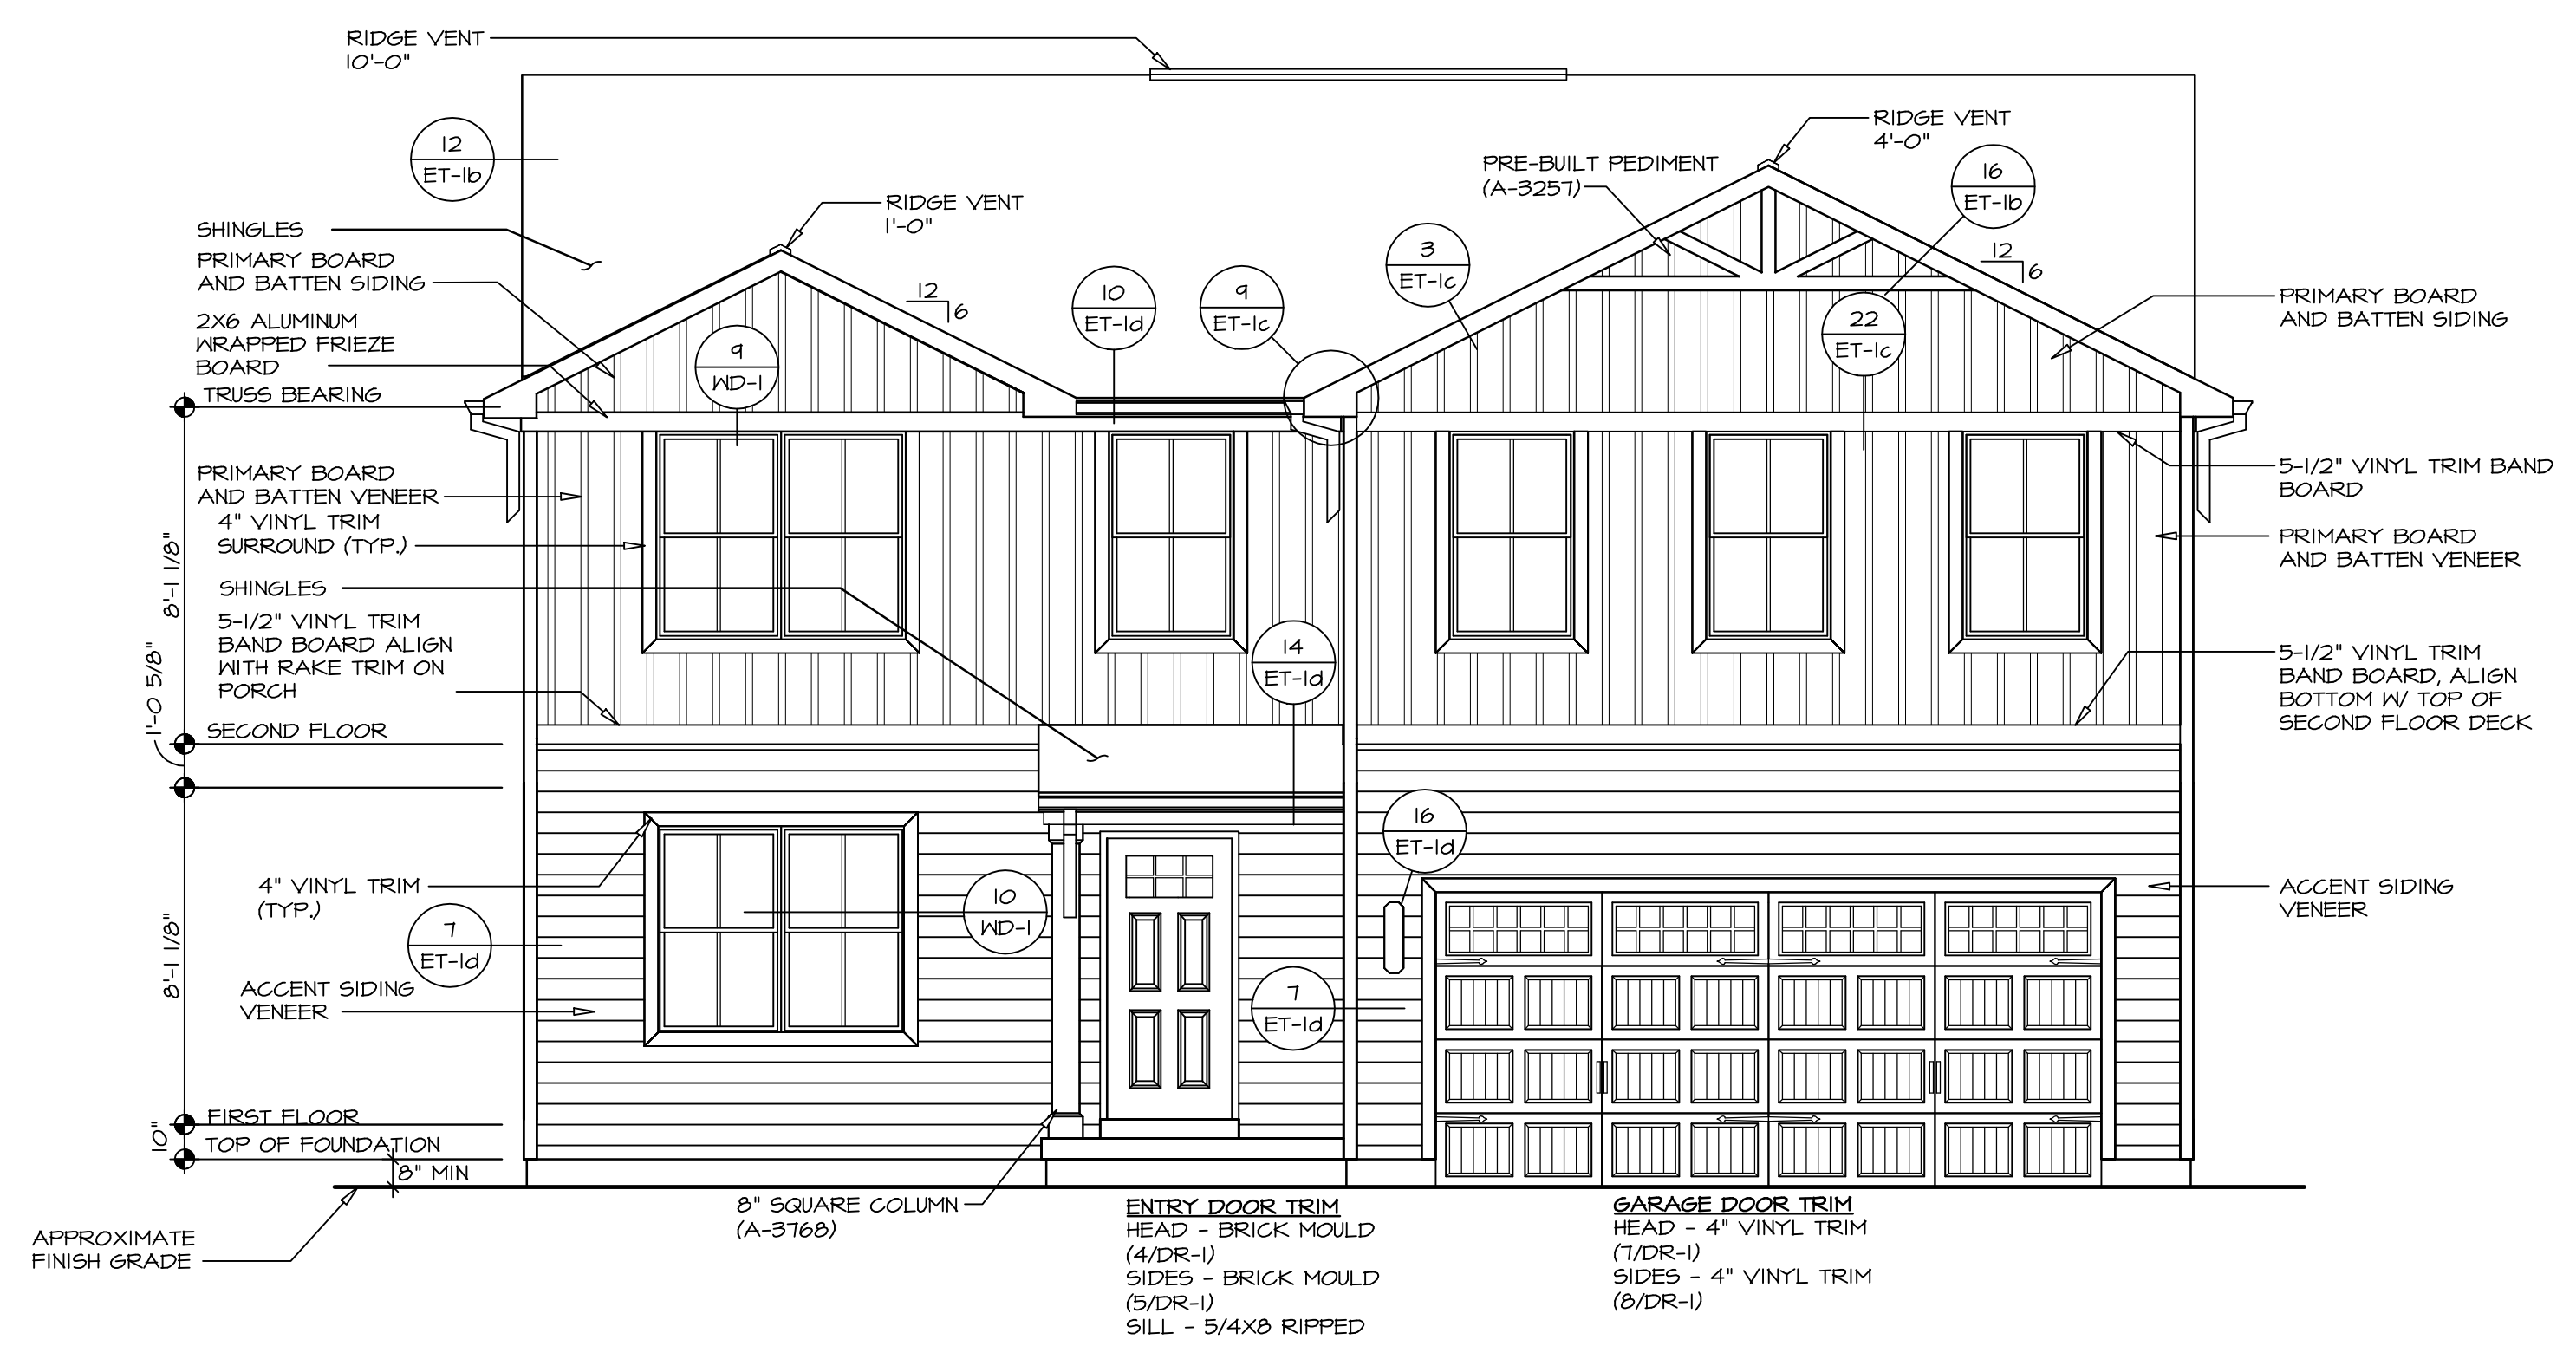 RIDGE VENT
10'-0"
12
ET-1b
SHINGLES
PRIMARY BOARD
AND BATTEN SIDING
2X6 ALUMINUM
WRAPPED FRIEZE
BOARD
TRUSS BEARING
PRIMARY BOARD
AND BATTEN VENEER
4" VINYL TRIM
SURROUND (TYP.)
SHINGLES
5-1/2" VINYL TRIM
BAND BOARD ALIGN
WITH RAKE TRIM ON
PORCH
SECOND FLOOR
8'-1 1/8"
1'-0 5/8"
8'-1 1/8"
10"
4" VINYL TRIM
(TYP.)
7
ET-1d
ACCENT SIDING
VENEER
FIRST FLOOR
TOP OF FOUNDATION
8" MIN
APPROXIMATE
FINISH GRADE
RIDGE VENT
1'-0"
12
6
9
WD-1
10
ET-1d
9
ET-1c
3
ET-1c
PRE-BUILT PEDIMENT
(A-3257)
RIDGE VENT
4'-0"
16
ET-1b
12
6
22
ET-1c
14
ET-1d
10
WD-1
16
ET-1d
7
ET-1d
PRIMARY BOARD
AND BATTEN SIDING
5-1/2" VINYL TRIM BAND
BOARD
PRIMARY BOARD
AND BATTEN VENEER
5-1/2" VINYL TRIM
BAND BOARD, ALIGN
BOTTOM W/ TOP OF
SECOND FLOOR DECK
ACCENT SIDING
VENEER
8" SQUARE COLUMN
(A-3768)
ENTRY DOOR TRIM
HEAD - BRICK MOULD
(4/DR-1)
SIDES - BRICK MOULD
(5/DR-1)
SILL - 5/4X8 RIPPED
GARAGE DOOR TRIM
HEAD - 4" VINYL TRIM
(7/DR-1)
SIDES - 4" VINYL TRIM
(8/DR-1)